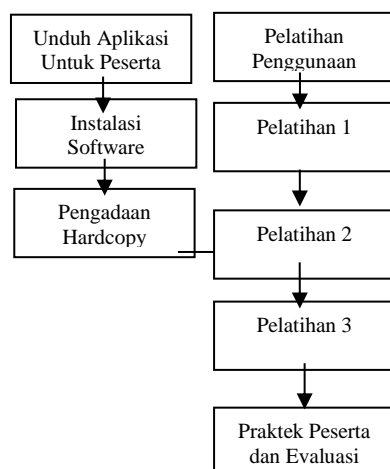 Unduh Aplikasi
Untuk Peserta
Instalasi
Software
Pengadaan
Hardcopy
Pelatihan
Penggunaan
Pelatihan 1
Pelatihan 2
Pelatihan 3
Praktek Peserta
dan Evaluasi